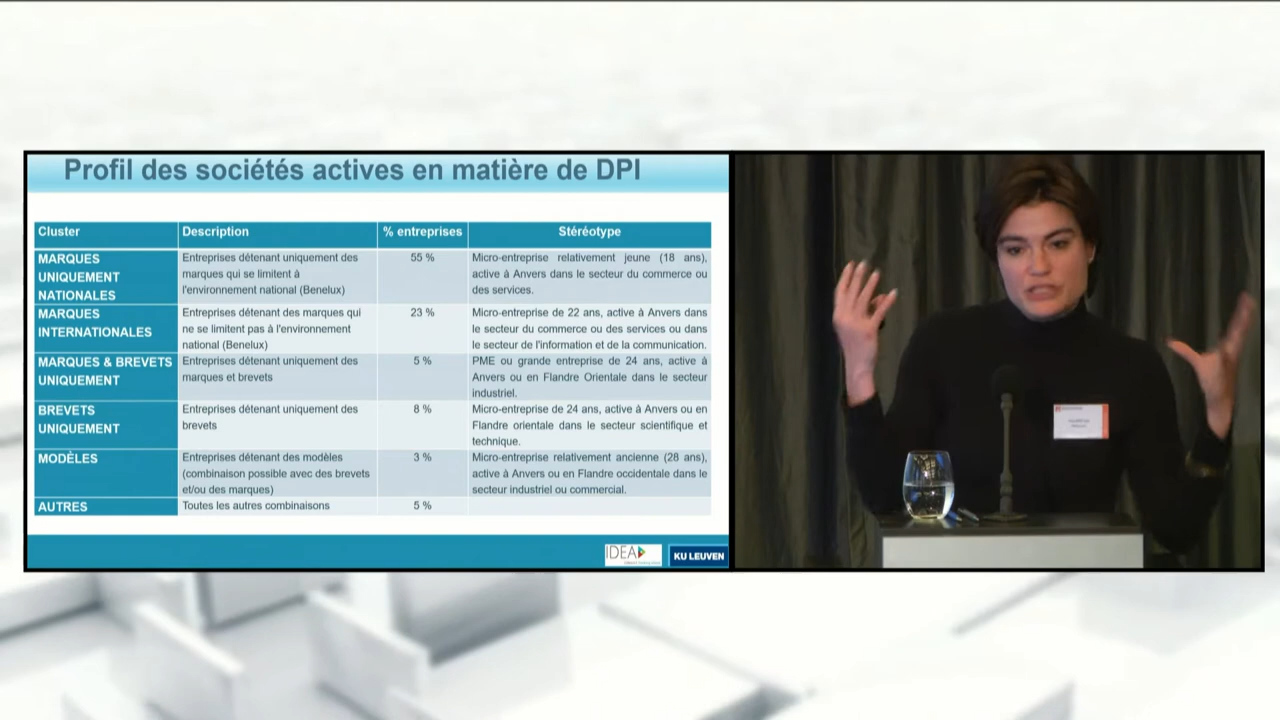 Profil des sociétés actives en matière de DPI
Cluster Description % entreprises Stéréotype
MARQUES
UNIQUEMENT
NATIONALES
Entreprises détenant uniquement des
marques qui se limitent à
l'environnement national (Benelux)
55 %
Micro-entreprise relativement jeune (18 ans),
active à Anvers dans le secteur du commerce ou
des services.
MARQUES
INTERNATIONALES
Entreprises détenant des marques qui
ne se limitent pas à l'environnement
national (Benelux)
23 %
Micro-entreprise de 22 ans, active à Anvers dans
le secteur du commerce ou des services ou dans
le secteur de l'information et de la communication.
MARQUES & BREVETS
UNIQUEMENT
Entreprises détenant uniquement des
marques et brevets
5 %
PME ou grande entreprise de 24 ans, active à
Anvers ou en Flandre Orientale dans le secteur
industriel.
BREVETS
UNIQUEMENT
Entreprises détenant uniquement des
brevets
8 %
Micro-entreprise de 24 ans, active à Anvers ou en
Flandre orientale dans le secteur scientifique et
technique.
MODÈLES
Entreprises détenant des modèles
(combinaison possible avec des brevets
et/ou des marques)
3 %
Micro-entreprise relativement ancienne (28 ans),
active à Anvers ou en Flandre occidentale dans le
secteur industriel ou commercial.
AUTRES
Toutes les autres combinaisons
5 %
IDEA
KU LEUVEN